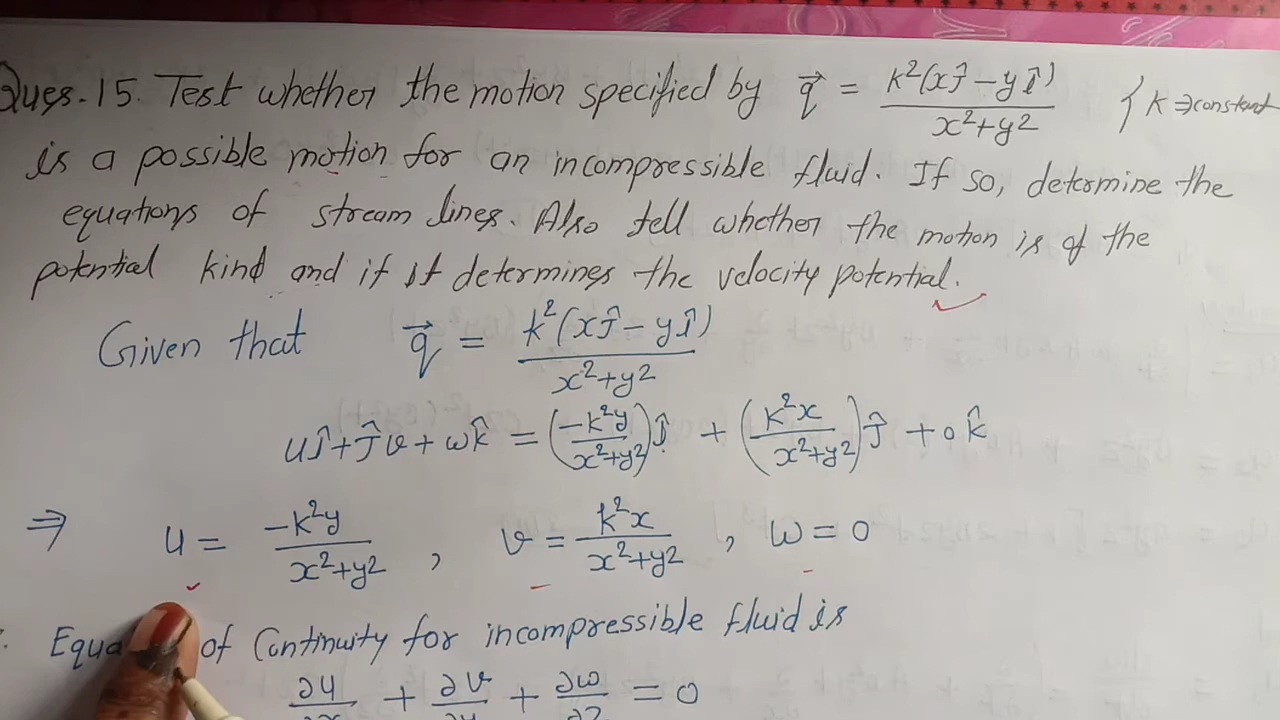 Ques. 15. Test whether the motion specified by q⃗ = k²(xĵ - yî) / x²+y² { k ⇒ constant
is a possible motion for an incompressible fluid. If so, determine the
equations of stream lines. Also tell whether the motion is of the
potential kind and if it determines the velocity potential.
Given that q⃗ = k²(xĵ - yî) / x²+y²
uî + ĵv + wk̂ = (-k²y / x²+y²) î + (k²x / x²+y²) ĵ + 0 k̂
⇒ u = -k²y / x²+y² , v = k²x / x²+y² , w = 0
of Continuity for incompressible fluid is
∂u + ∂v + ∂w = 0